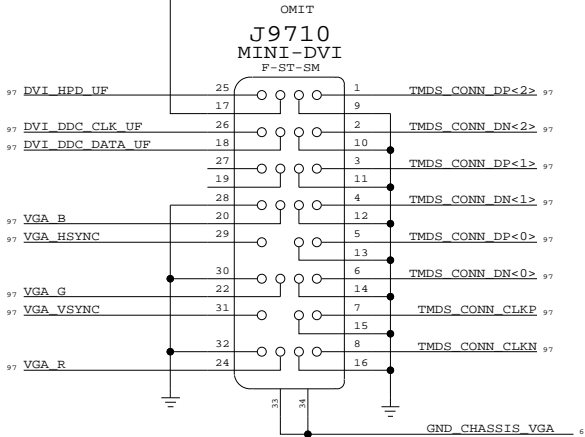 OMIT
J9710
MINI-DVI
F-ST-SM
97 DVI_HPD_UF 25 1 TMDS_CONN_DP<2> 97
17 9
97 DVI_DDC_CLK_UF 26 2 TMDS_CONN_DN<2> 97
97 DVI_DDC_DATA_UF 18 10
27 3 TMDS_CONN_DP<1> 97
19 11
28 4 TMDS_CONN_DN<1> 97
97 VGA_B 20 12
97 VGA_HSYNC 29 5 TMDS_CONN_DP<0> 97
13
30 6 TMDS_CONN_DN<0> 97
97 VGA_G 22 14
97 VGA_VSYNC 31 7 TMDS_CONN_CLKP 97
15
32 8 TMDS_CONN_CLKN 97
97 VGA_R 24 16
33 34
GND_CHASSIS_VGA 6